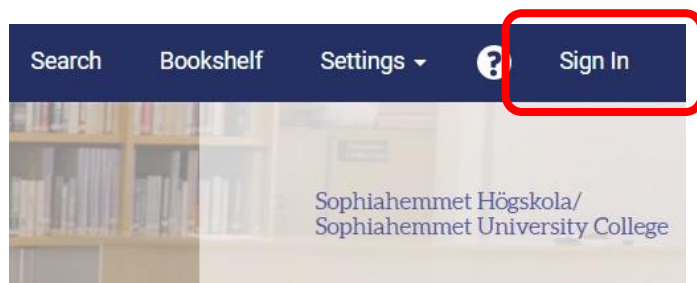 Search Bookshelf Settings ? Sign In
Sophiahemmet Högskola/
Sophiahemmet University College